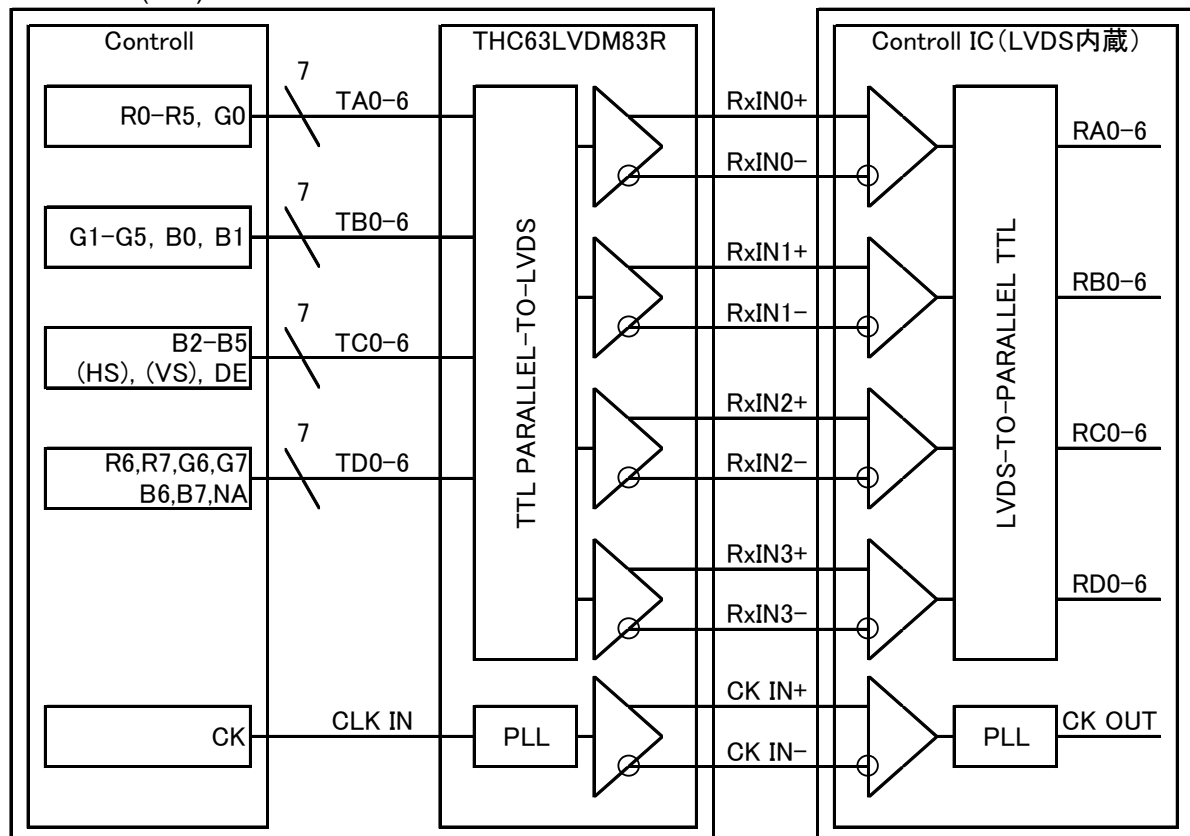 Controll
THC63LVDM83R
Controll IC（LVDS内蔵）
R0-R5, G0
7
TA0-6
G1-G5, B0, B1
7
TB0-6
B2-B5
(HS), (VS), DE
7
TC0-6
R6,R7,G6,G7
B6,B7,NA
7
TD0-6
CK
CLK IN
TTL PARALLEL-TO-LVDS
PLL
RxIN0+
RxIN0-
RxIN1+
RxIN1-
RxIN2+
RxIN2-
RxIN3+
RxIN3-
CK IN+
CK IN-
LVDS-TO-PARALLEL TTL
PLL
RA0-6
RB0-6
RC0-6
RD0-6
CK OUT